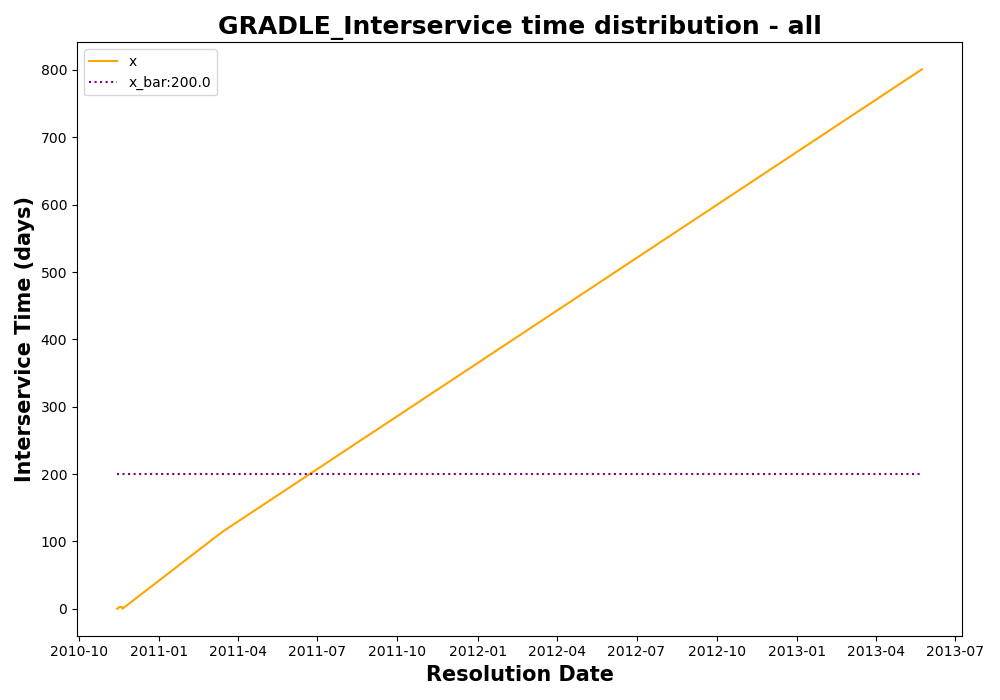 GRADLE_Interservice time distribution - all
x
x_bar:200.0
Interservice Time (days)
800
700
600
500
400
300
200
100
0
2010-10 2011-01 2011-04 2011-07 2011-10 2012-01 2012-04 2012-07 2012-10 2013-01 2013-04 2013-07
Resolution Date